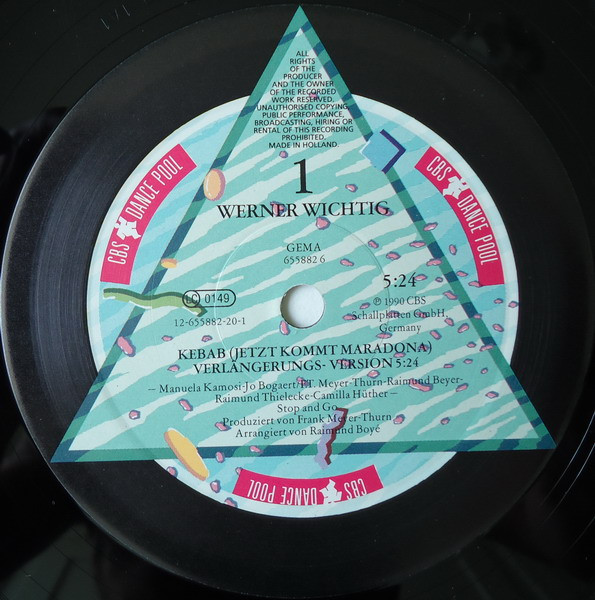 ALL
RIGHTS
OF THE
PRODUCER
AND THE OWNER
OF THE RECORDED
WORK RESERVED.
UNAUTHORISED COPYING,
PUBLIC PERFORMANCE,
BROADCASTING, HIRING OR
RENTAL OF THIS RECORDING
PROHIBITED.
MADE IN HOLLAND.
CBS DANCE POOL
CBS DANCE POOL
1
WERNER WICHTIG
GEMA
655882 6
5:24
LC 0149
℗ 1990 CBS
12-655882-20-1
Schallplatten GmbH,
Germany
KEBAB (JETZT KOMMT MARADONA)
VERLÄNGERUNGS- VERSION 5:24
– Manuela Kamosi-Jo Bogaert/FT. Meyer-Thurn-Raimund Beyer-
Raimund Thielecke-Camilla Hüther –
Stop and Go
Produziert von Frank Meyer-Thurn
Arrangiert von Raimund Boyé
CBS DANCE POOL